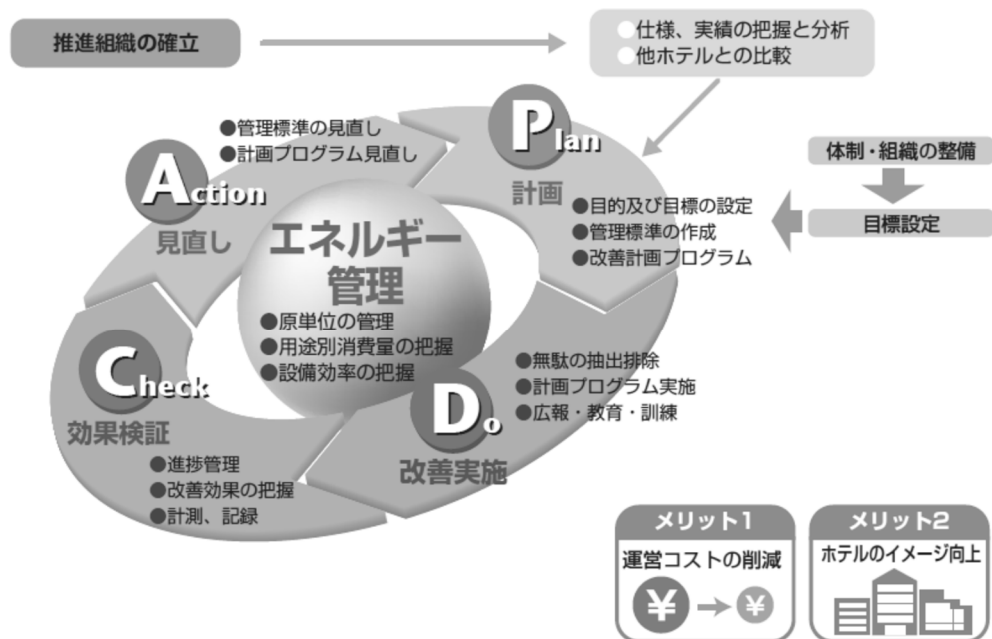 推進組織の確立
●仕様、実績の把握と分析
●他ホテルとの比較
Plan
計画
●目的及び目標の設定
●管理標準の作成
●改善計画プログラム
体制・組織の整備
目標設定
Action
見直し
●管理標準の見直し
●計画プログラム見直し
エネルギー
管理
●原単位の管理
●用途別消費量の把握
●設備効率の把握
Do
改善実施
●無駄の抽出排除
●計画プログラム実施
●広報・教育・訓練
Check
効果検証
●進捗管理
●改善効果の把握
●計測、記録
メリット1
運営コストの削減
¥ ¥
メリット2
ホテルのイメージ向上